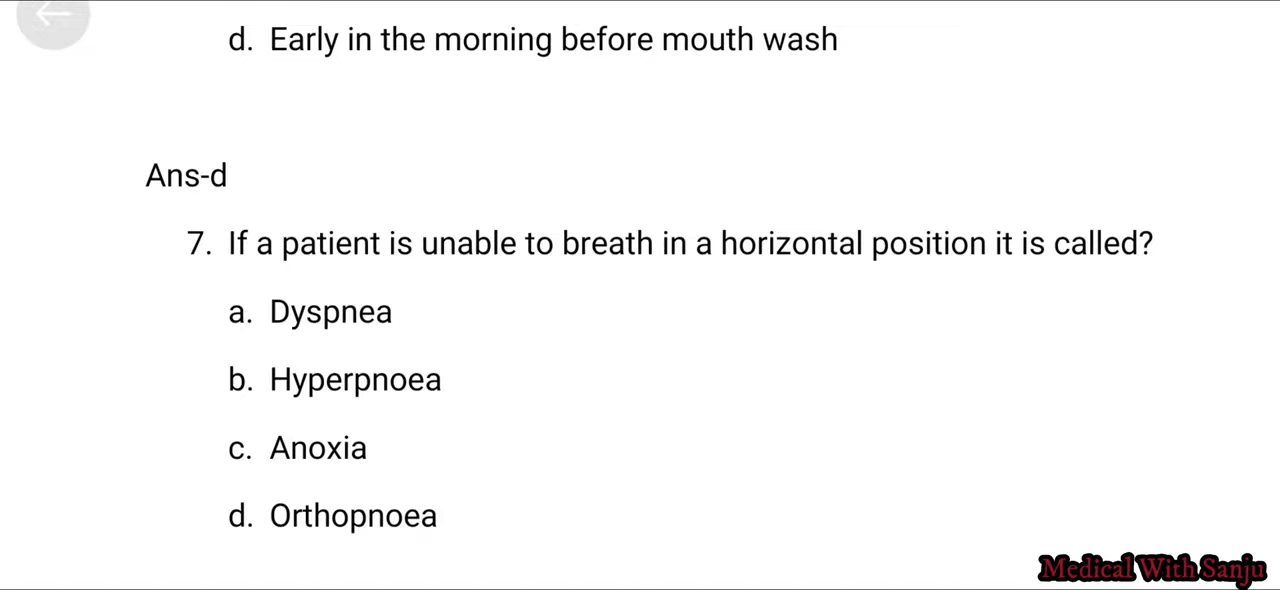 d. Early in the morning before mouth wash
Ans-d
7. If a patient is unable to breath in a horizontal position it is called?
a. Dyspnea
b. Hyperpnoea
c. Anoxia
d. Orthopnoea
Medical With Sanju